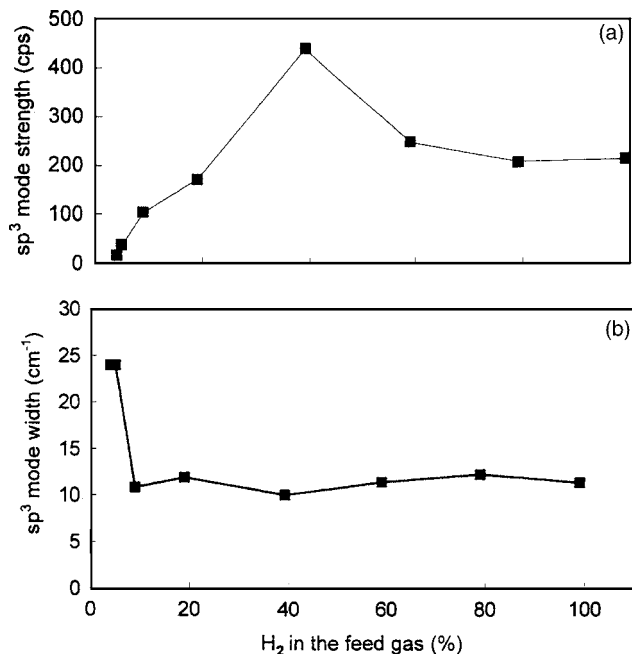 (a)
sp³ mode strength (cps)
500
400
300
200
100
0
(b)
sp³ mode width (cm⁻¹)
30
25
20
15
10
5
0
0 20 40 60 80 100
H₂ in the feed gas (%)